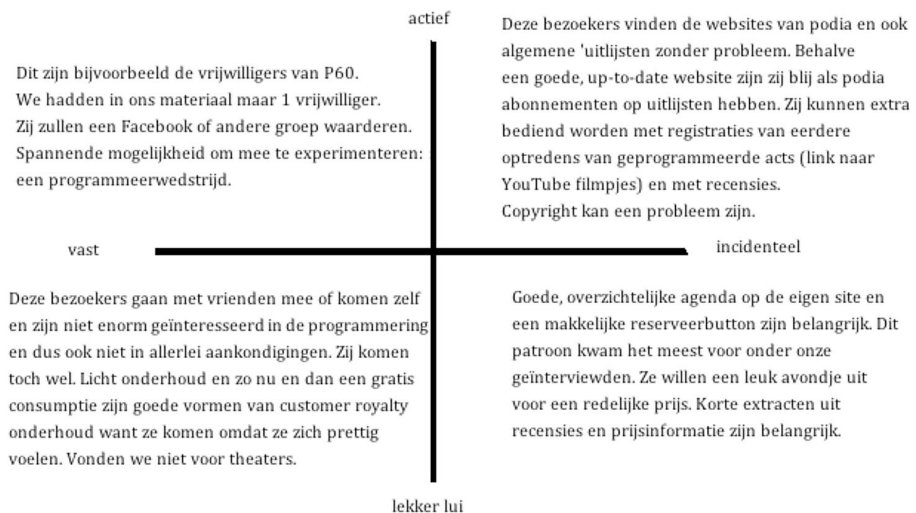 actief
Dit zijn bijvoorbeeld de vrijwilligers van P60.
We hadden in ons materiaal maar 1 vrijwilliger.
Zij zullen een Facebook of andere groep waarderen.
Spannende mogelijkheid om mee te experimenteren:
een programmeerwedstrijd.
Deze bezoekers vinden de websites van podia en ook
algemene 'uitlijsten zonder probleem. Behalve
een goede, up-to-date website zijn zij blij als podia
abonnementen op uitlijsten hebben. Zij kunnen extra
bediend worden met registraties van eerdere
optredens van geprogrammeerde acts (link naar
YouTube filmpjes) en met recensies.
Copyright kan een probleem zijn.
vast
incidenteel
Deze bezoekers gaan met vrienden mee of komen zelf
en zijn niet enorm geïnteresseerd in de programmering
en dus ook niet in allerlei aankondigingen. Zij komen
toch wel. Licht onderhoud en zo nu en dan een gratis
consumptie zijn goede vormen van customer royalty
onderhoud want ze komen omdat ze zich prettig
voelen. Vonden we niet voor theaters.
Goede, overzichtelijke agenda op de eigen site en
een makkelijke reserveerbutton zijn belangrijk. Dit
patroon kwam het meest voor onder onze
geïnterviewden. Ze willen een leuk avondje uit
voor een redelijke prijs. Korte extracten uit
recensies en prijsinformatie zijn belangrijk.
lekker lui